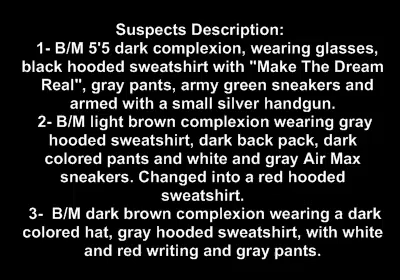 Suspects Description:
1- B/M 5'5 dark complexion, wearing glasses,
black hooded sweatshirt with "Make The Dream
Real", gray pants, army green sneakers and
armed with a small silver handgun.
2- B/M light brown complexion wearing gray
hooded sweatshirt, dark back pack, dark
colored pants and white and gray Air Max
sneakers. Changed into a red hooded
sweatshirt.
3- B/M dark brown complexion wearing a dark
colored hat, gray hooded sweatshirt, with white
and red writing and gray pants.